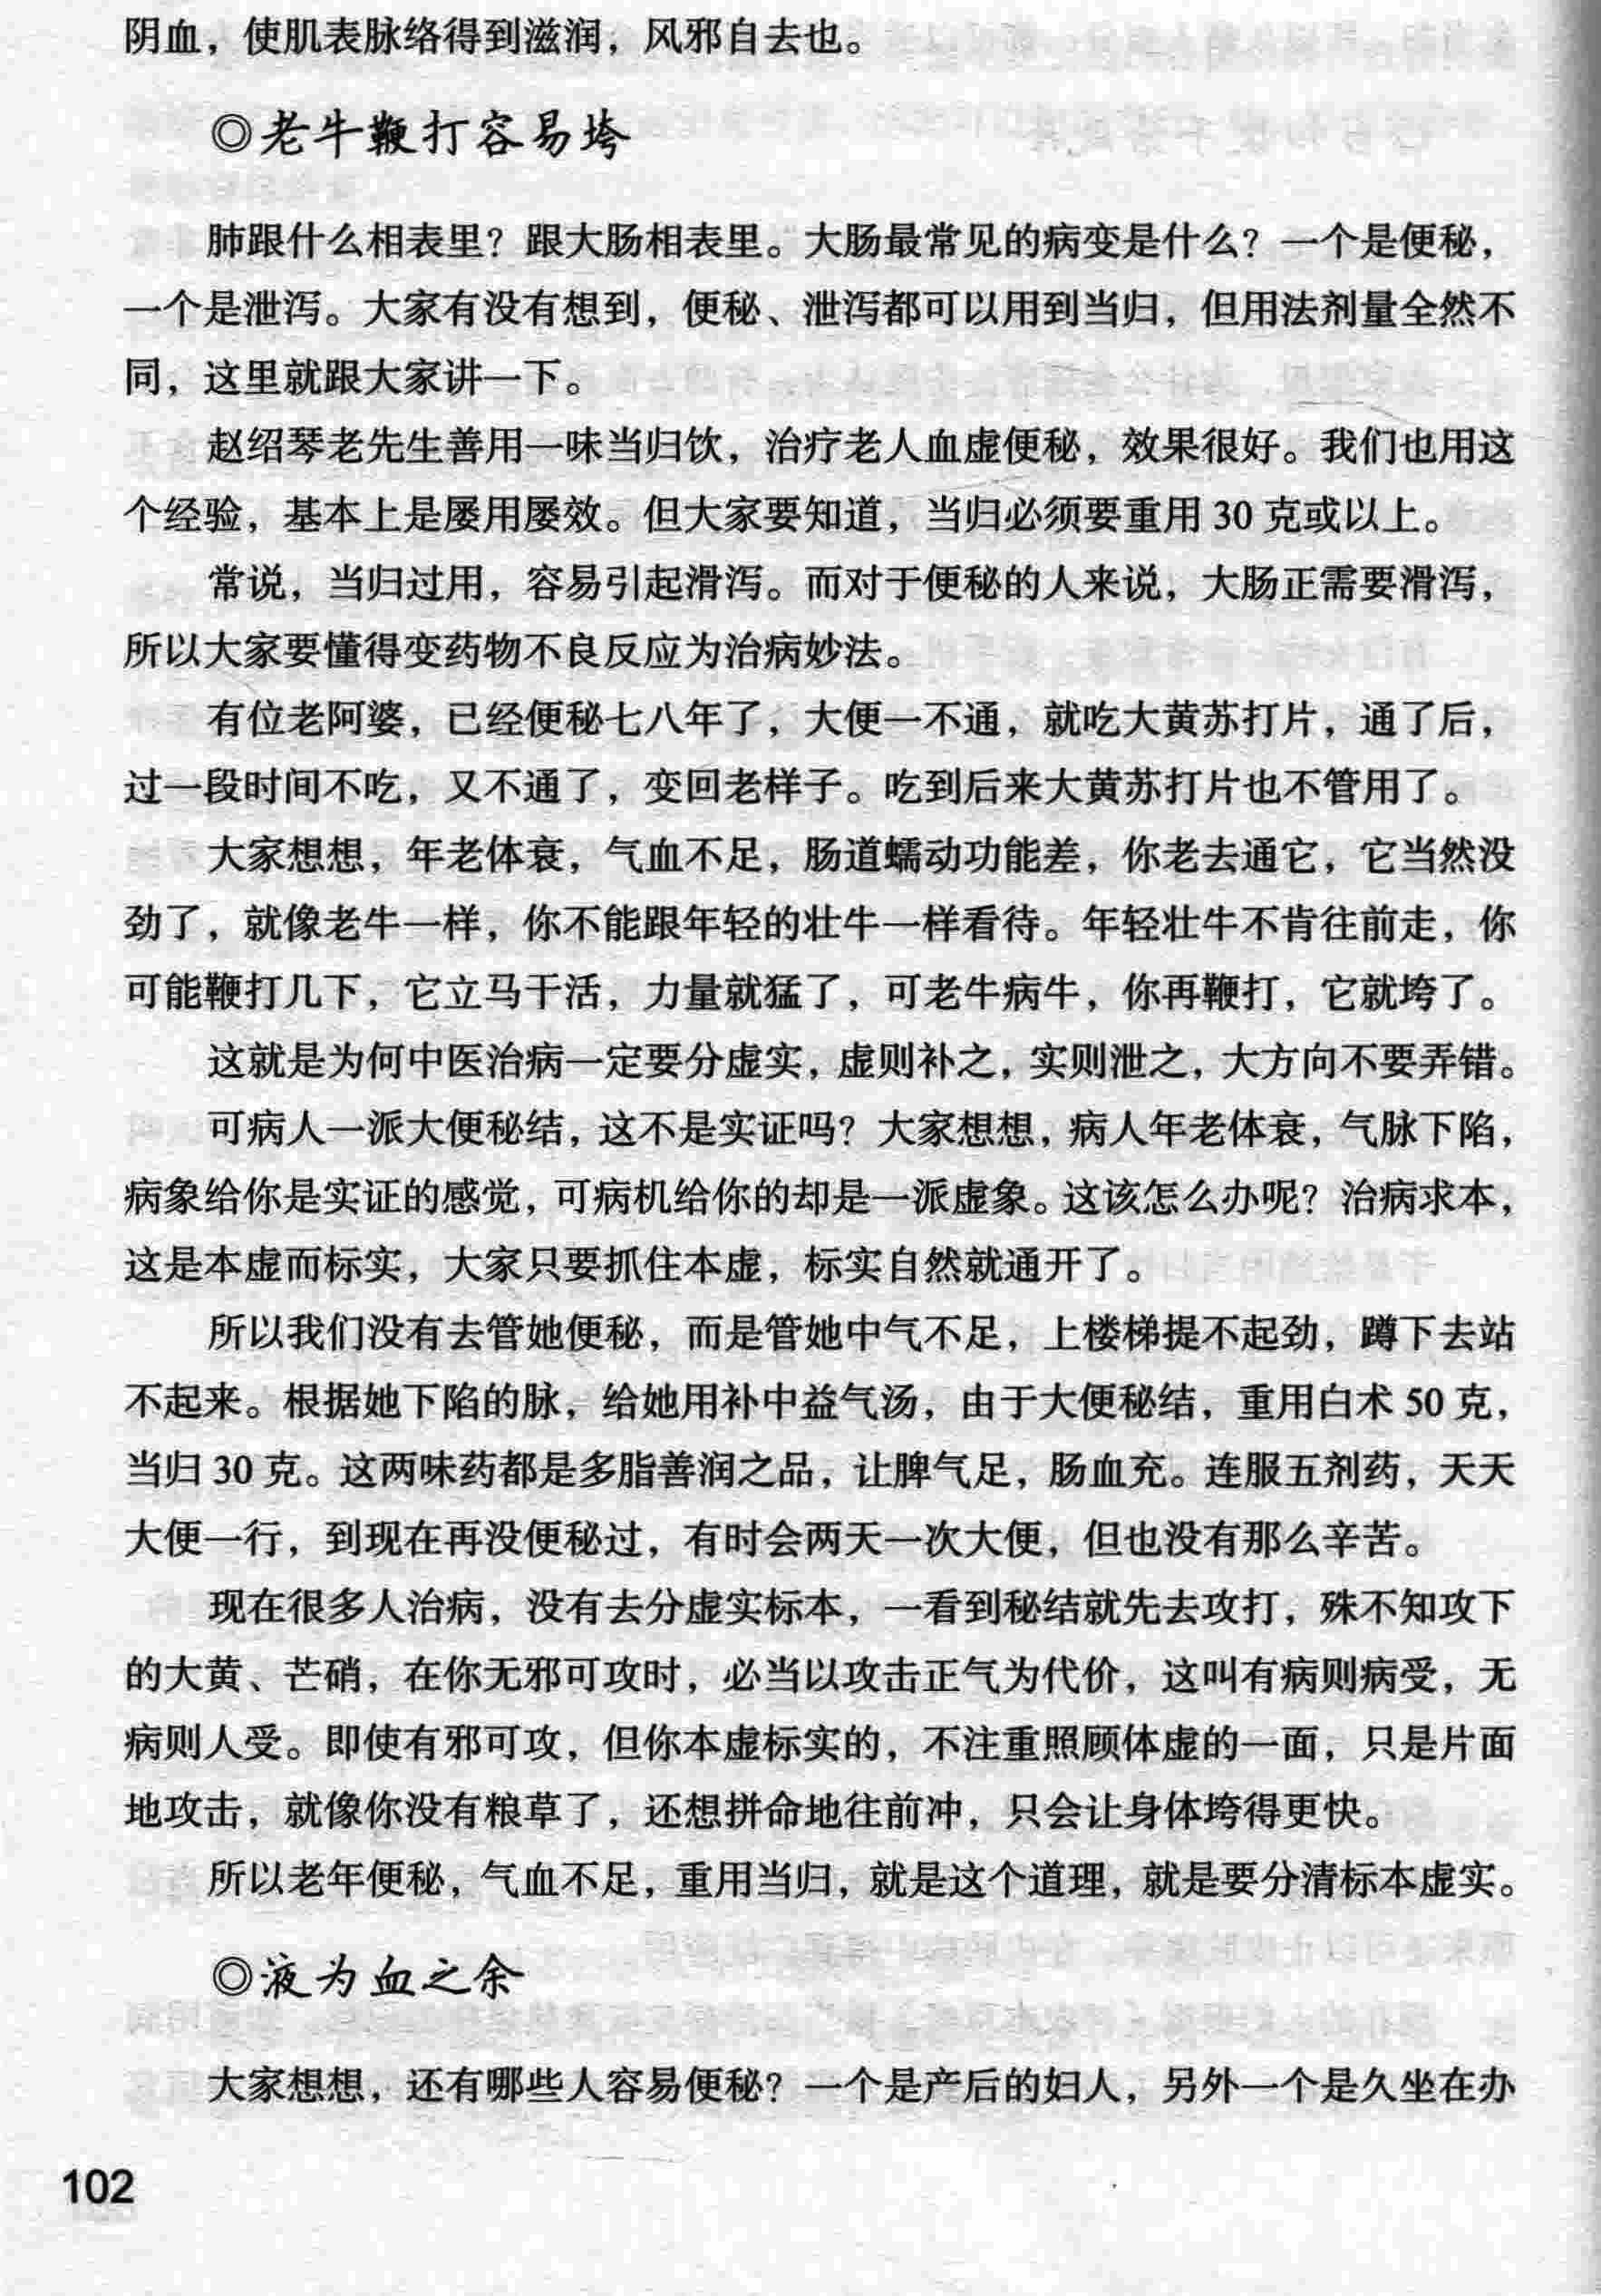 阴血，使肌表脉络得到滋润，风邪自去也。
◎老牛鞭打容易垮
肺跟什么相表里？跟大肠相表里。大肠最常见的病变是什么？一个是便秘，
一个是泄泻。大家有没有想到，便秘、泄泻都可以用到当归，但用法剂量全然不
同，这里就跟大家讲一下。
赵绍琴老先生善用一味当归饮，治疗老人血虚便秘，效果很好。我们也用这
个经验，基本上是屡用屡效。但大家要知道，当归必须要重用 30 克或以上。
常说，当归过用，容易引起滑泻。而对于便秘的人来说，大肠正需要滑泻，
所以大家要懂得变药物不良反应为治病妙法。
有位老阿婆，已经便秘七八年了，大便一不通，就吃大黄苏打片，通了后，
过一段时间不吃，又不通了，变回老样子。吃到后来大黄苏打片也不管用了。
大家想想，年老体衰，气血不足，肠道蠕动功能差，你老去通它，它当然没
劲了，就像老牛一样，你不能跟年轻的壮牛一样看待。年轻壮牛不肯往前走，你
可能鞭打几下，它立马干活，力量就猛了，可老牛病牛，你再鞭打，它就垮了。
这就是为何中医治病一定要分虚实，虚则补之，实则泄之，大方向不要弄错。
可病人一派大便秘结，这不是实证吗？大家想想，病人年老体衰，气脉下陷，
病象给你是实证的感觉，可病机给你的却是一派虚象。这该怎么办呢？治病求本，
这是本虚而标实，大家只要抓住本虚，标实自然就通开了。
所以我们没有去管她便秘，而是管她中气不足，上楼梯提不起劲，蹲下去站
不起来。根据她下陷的脉，给她用补中益气汤，由于大便秘结，重用白术 50 克，
当归 30 克。这两味药都是多脂善润之品，让脾气足，肠血充。连服五剂药，天天
大便一行，到现在再没便秘过，有时会两天一次大便，但也没有那么辛苦。
现在很多人治病，没有去分虚实标本，一看到秘结就先去攻打，殊不知攻下
的大黄、芒硝，在你无邪可攻时，必当以攻击正气为代价，这叫有病则病受，无
病则人受。即使有邪可攻，但你本虚标实的，不注重照顾体虚的一面，只是片面
地攻击，就像你没有粮草了，还想拼命地往前冲，只会让身体垮得更快。
所以老年便秘，气血不足，重用当归，就是这个道理，就是要分清标本虚实。
◎液为血之余
大家想想，还有哪些人容易便秘？一个是产后的妇人，另外一个是久坐在办
102